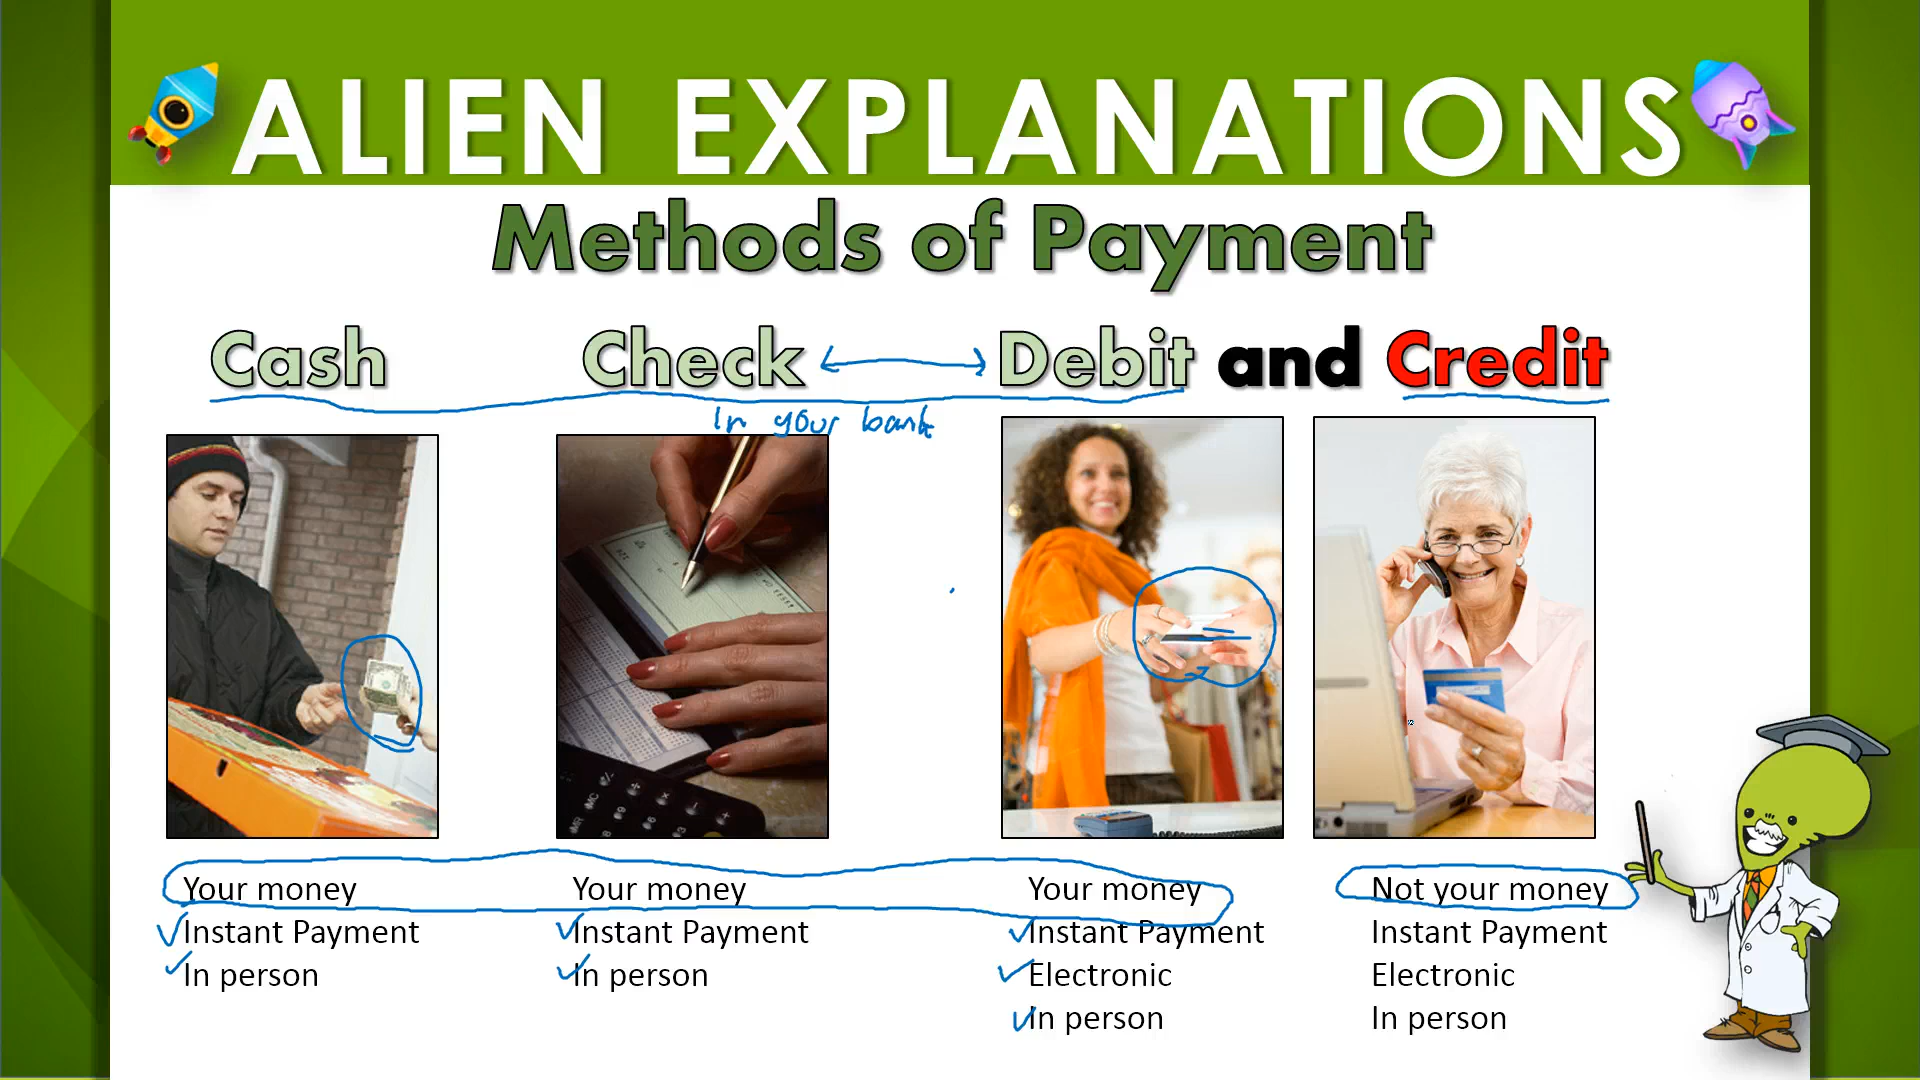 ALIEN EXPLANATIONS
Methods of Payment
Cash Check Debit and Credit
In your bank
Your money Your money Your money Not your money
Instant Payment Instant Payment Instant Payment Instant Payment
In person In person Electronic Electronic
In person In person